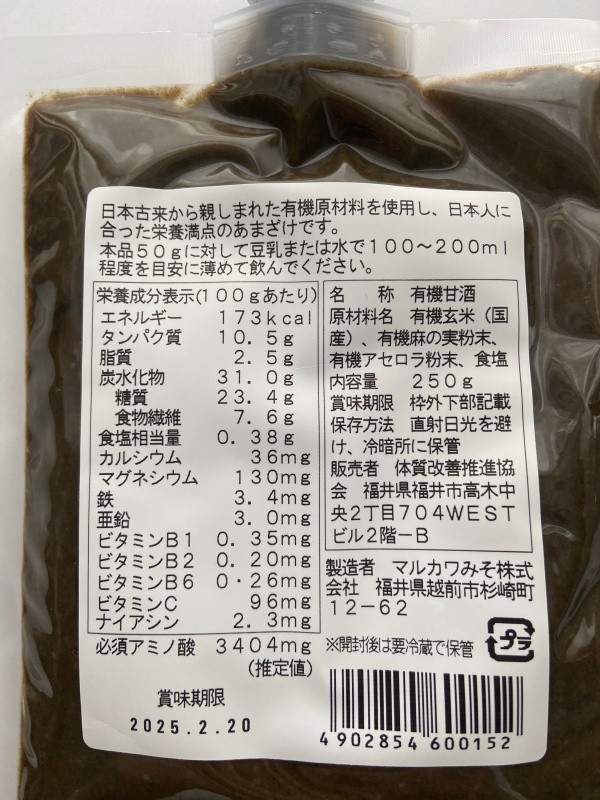 日本古来から親しまれた有機原材料を使用し、日本人に
合った栄養満点のあまざけです。
本品５０ｇに対して豆乳または水で１００～２００ｍｌ
程度を目安に薄めて飲んでください。
栄養成分表示(１００ｇあたり)
エネルギー １７３ｋｃａｌ
タンパク質 １０．５ｇ
脂質 ２．５ｇ
炭水化物 ３１．０ｇ
糖質 ２３．４ｇ
食物繊維 ７．６ｇ
食塩相当量 ０．３８ｇ
カルシウム ３６ｍｇ
マグネシウム １３０ｍｇ
鉄 ３．４ｍｇ
亜鉛 ３．０ｍｇ
ビタミンＢ１ ０．３５ｍｇ
ビタミンＢ２ ０．２０ｍｇ
ビタミンＢ６ ０・２６ｍｇ
ビタミンＣ ９６ｍｇ
ナイアシン ２．３ｍｇ
必須アミノ酸 ３４０４ｍｇ
(推定値)
賞味期限
2025.2.20
名　　称　有機甘酒
原材料名　有機玄米（国
産）、有機麻の実粉末、
有機アセロラ粉末、食塩
内容量　２５０ｇ
賞味期限　枠外下部記載
保存方法　直射日光を避
け、冷暗所に保管
販売者　体質改善推進協
会　福井県福井市高木中
央２丁目７０４ＷＥＳＴ
ビル２階－Ｂ
製造者　マルカワみそ株式
会社　福井県越前市杉崎町
１２－６２
※開封後は要冷蔵で保管
プラ
4902854600152